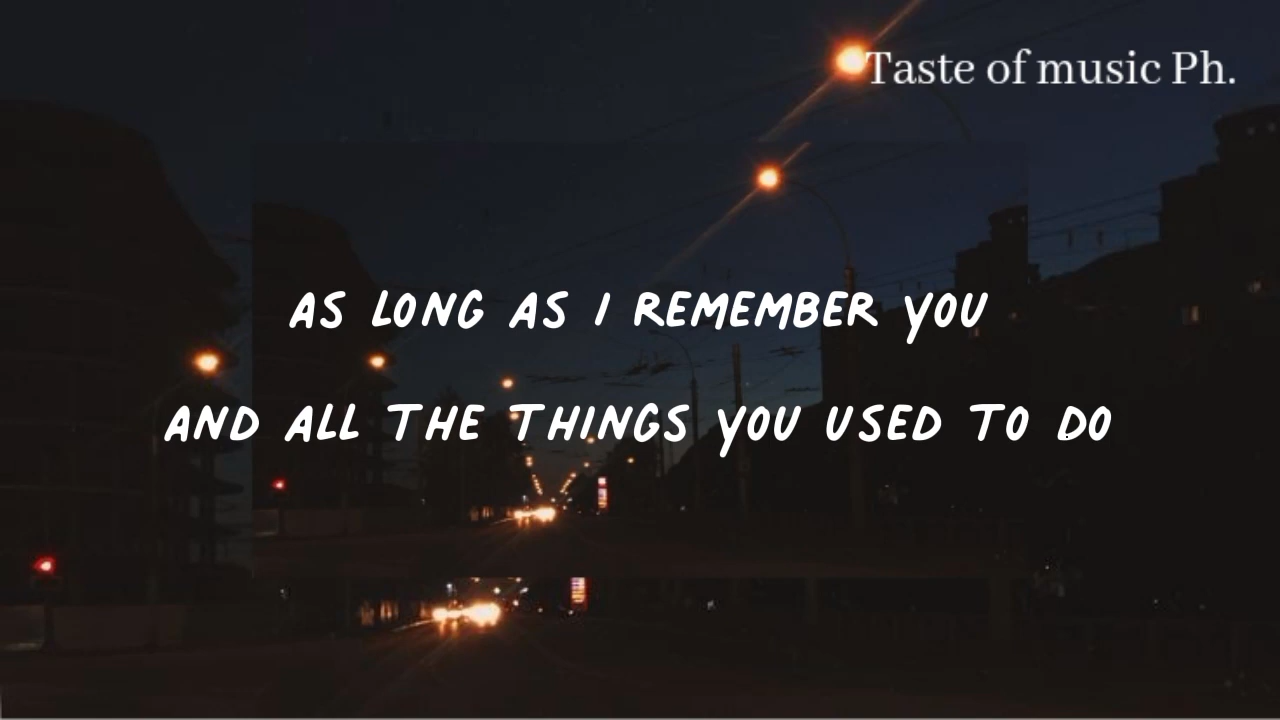 Taste of music Ph.
AS LONG AS I REMEMBER YOU
AND ALL THE THINGS YOU USED TO DO